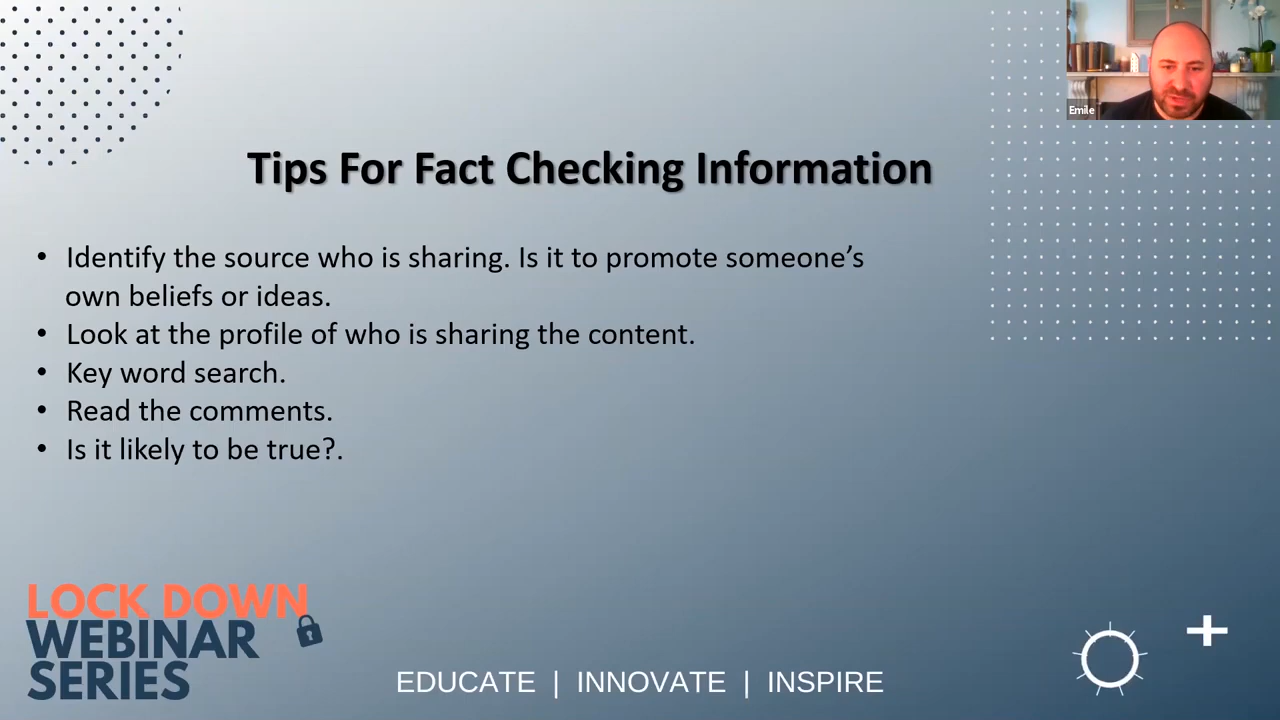 Emile
Tips For Fact Checking Information
• Identify the source who is sharing. Is it to promote someone’s
own beliefs or ideas.
• Look at the profile of who is sharing the content.
• Key word search.
• Read the comments.
• Is it likely to be true?.
LOCK DOWN
WEBINAR
SERIES
EDUCATE | INNOVATE | INSPIRE